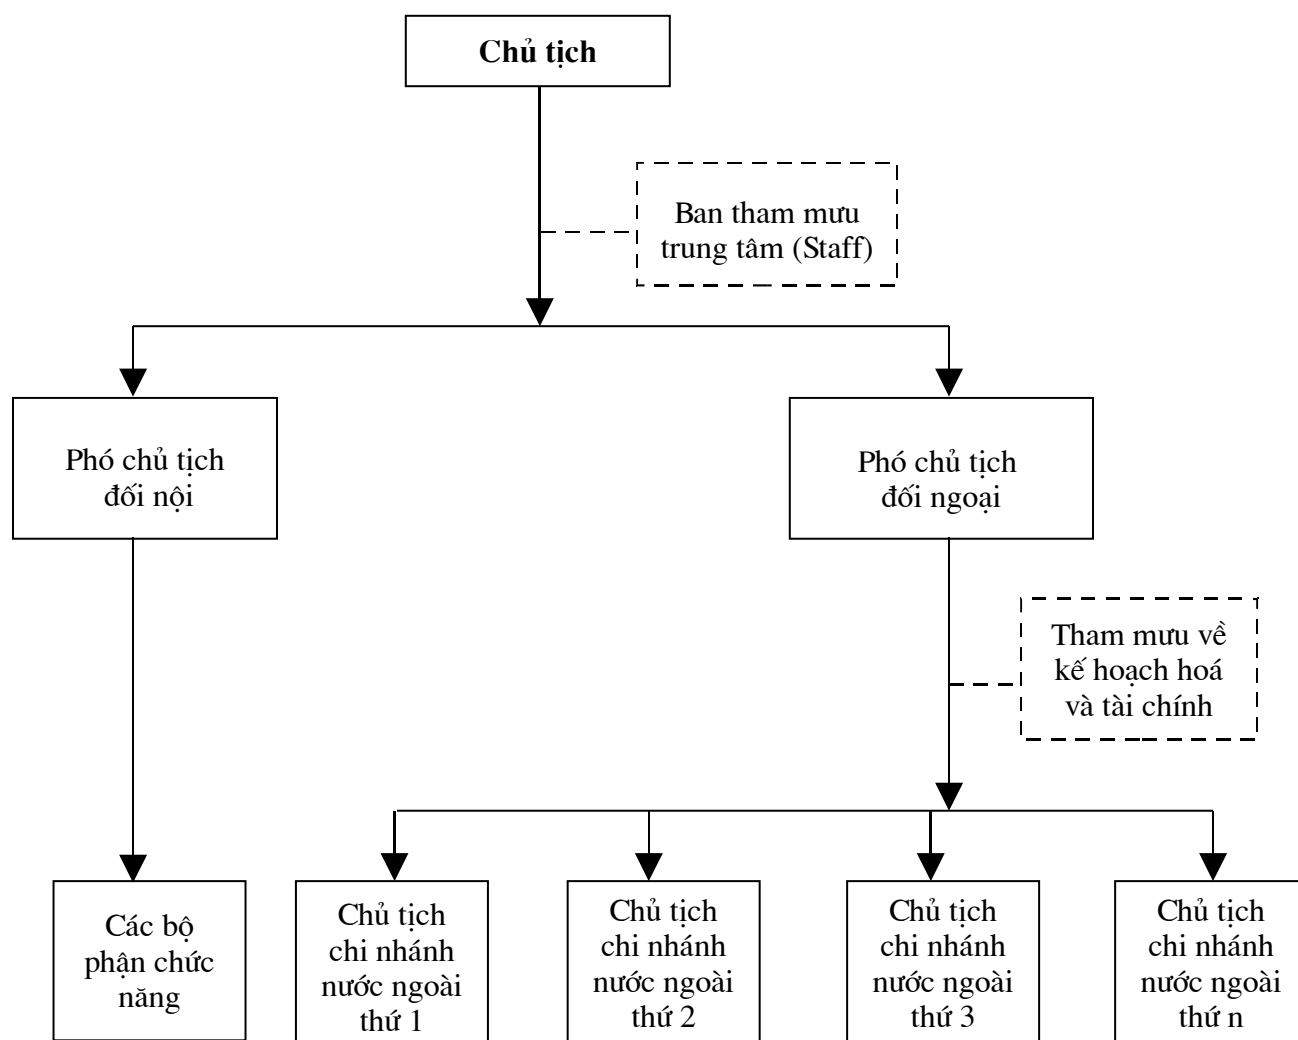 Chủ tịch
Ban tham mưu
trung tâm (Staff)
Phó chủ tịch
đối nội
Phó chủ tịch
đối ngoại
Tham mưu về
kế hoạch hoá
và tài chính
Các bộ
phận chức
năng
Chủ tịch
chi nhánh
nước ngoài
thứ 1
Chủ tịch
chi nhánh
nước ngoài
thứ 2
Chủ tịch
chi nhánh
nước ngoài
thứ 3
Chủ tịch
chi nhánh
nước ngoài
thứ n